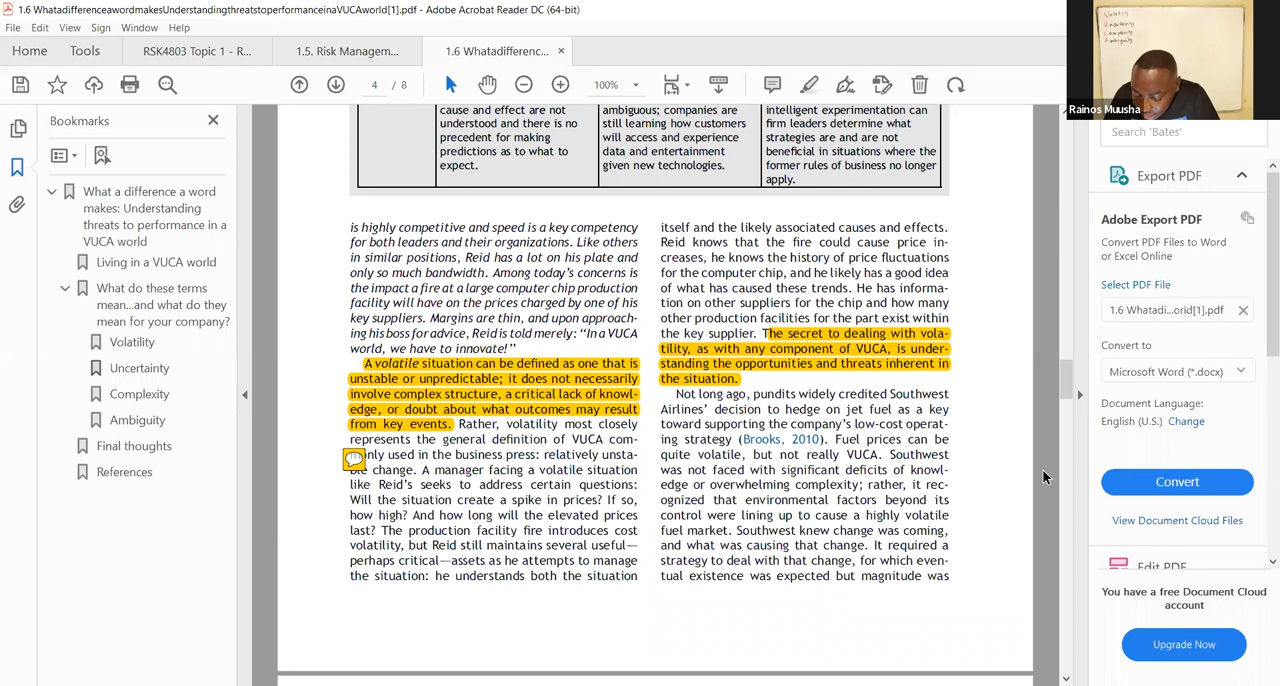 1.6 WhatadifferenceawordmakesUnderstandingthreatstoperformanceinaVUCAworld[1].pdf - Adobe Acrobat Reader DC (64-bit)
File Edit View Sign Window Help
Home Tools RSK4803 Topic 1 - R... 1.5. Risk Managem... 1.6 Whatadifferenc... ×
4 / 8 100%
Bookmarks
What a difference a word
makes: Understanding
threats to performance in a
VUCA world
Living in a VUCA world
What do these terms
mean...and what do they
mean for your company?
Volatility
Uncertainty
Complexity
Ambiguity
Final thoughts
References
cause and effect are not
understood and there is no
precedent for making
predictions as to what to
expect.
ambiguous; companies are
still learning how customers
will access and experience
data and entertainment
given new technologies.
intelligent experimentation can
firm leaders determine what
strategies are and are not
beneficial in situations where the
former rules of business no longer
apply.
is highly competitive and speed is a key competency
for both leaders and their organizations. Like others
in similar positions, Reid has a lot on his plate and
only so much bandwidth. Among today's concerns is
the impact a fire at a large computer chip production
facility will have on the prices charged by one of his
key suppliers. Margins are thin, and upon approach-
ing his boss for advice, Reid is told merely: "In a VUCA
world, we have to innovate!"
A volatile situation can be defined as one that is
unstable or unpredictable; it does not necessarily
involve complex structure, a critical lack of knowl-
edge, or doubt about what outcomes may result
from key events. Rather, volatility most closely
represents the general definition of VUCA com-
only used in the business press: relatively unsta-
ble change. A manager facing a volatile situation
like Reid's seeks to address certain questions:
Will the situation create a spike in prices? If so,
how high? And how long will the elevated prices
last? The production facility fire introduces cost
volatility, but Reid still maintains several useful—
perhaps critical—assets as he attempts to manage
the situation: he understands both the situation
itself and the likely associated causes and effects.
Reid knows that the fire could cause price in-
creases, he knows the history of price fluctuations
for the computer chip, and he likely has a good idea
of what has caused these trends. He has informa-
tion on other suppliers for the chip and how many
other production facilities for the part exist within
the key supplier. The secret to dealing with vola-
tility, as with any component of VUCA, is under-
standing the opportunities and threats inherent in
the situation.
Not long ago, pundits widely credited Southwest
Airlines' decision to hedge on jet fuel as a key
toward supporting the company's low-cost operat-
ing strategy (Brooks, 2010). Fuel prices can be
quite volatile, but not really VUCA. Southwest
was not faced with significant deficits of knowl-
edge or overwhelming complexity; rather, it rec-
ognized that environmental factors beyond its
control were lining up to cause a highly volatile
fuel market. Southwest knew change was coming,
and what was causing that change. It required a
strategy to deal with that change, for which even-
tual existence was expected but magnitude was
Rainos Muusha
Search 'Bates'
Export PDF
Adobe Export PDF
Convert PDF Files to Word
or Excel Online
Select PDF File
1.6 Whatadi...orid[1].pdf
Convert to
Microsoft Word (*.docx)
Document Language:
English (U.S.) Change
Convert
View Document Cloud Files
Edit PDF
You have a free Document Cloud
account
Upgrade Now